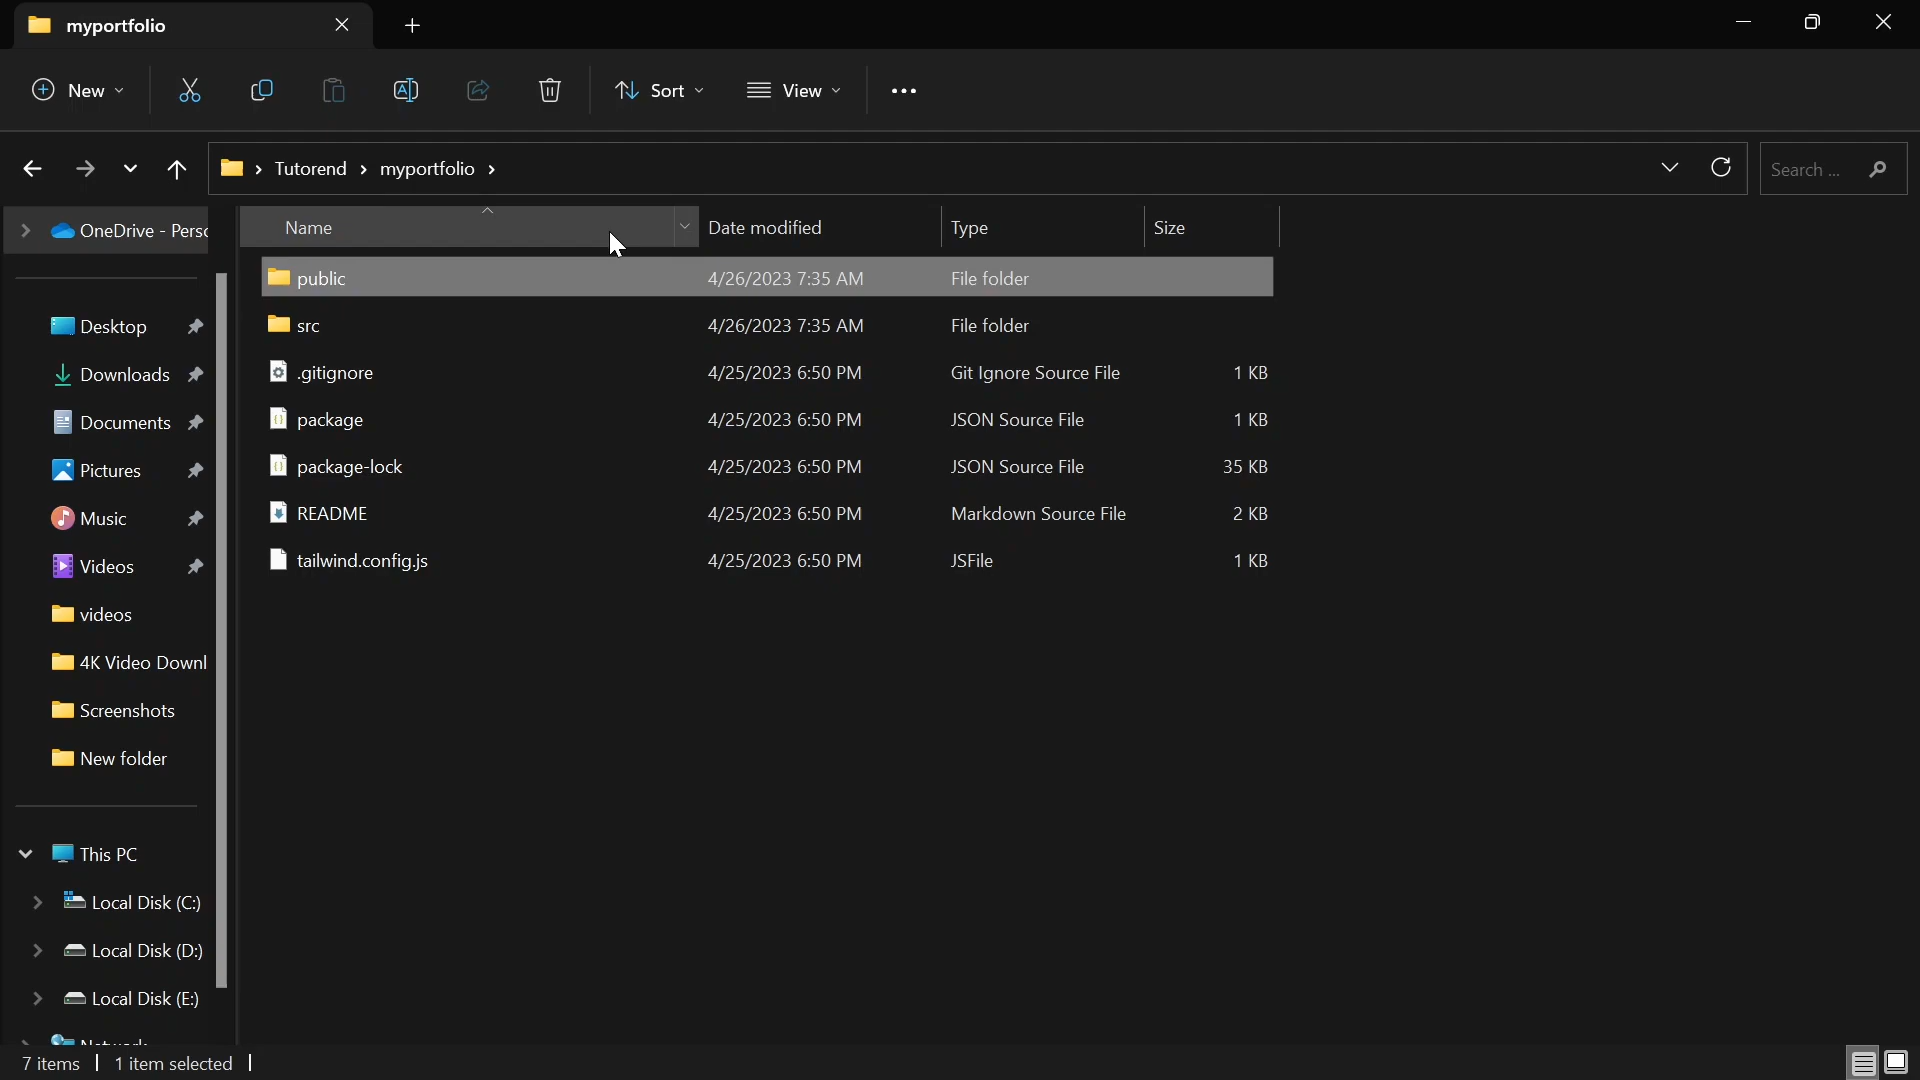 myportfolio
New
Sort
View
Tutorend
myportfolio
Search ...
OneDrive - Perso
Desktop
Downloads
Documents
Pictures
Music
Videos
videos
4K Video Downl
Screenshots
New folder
This PC
Local Disk (C:)
Local Disk (D:)
Local Disk (E:)
Name Date modified Type Size
public 4/26/2023 7:35 AM File folder
src 4/26/2023 7:35 AM File folder
.gitignore 4/25/2023 6:50 PM Git Ignore Source File 1 KB
package 4/25/2023 6:50 PM JSON Source File 1 KB
package-lock 4/25/2023 6:50 PM JSON Source File 35 KB
README 4/25/2023 6:50 PM Markdown Source File 2 KB
tailwind.config.js 4/25/2023 6:50 PM JSFile 1 KB
7 items 1 item selected